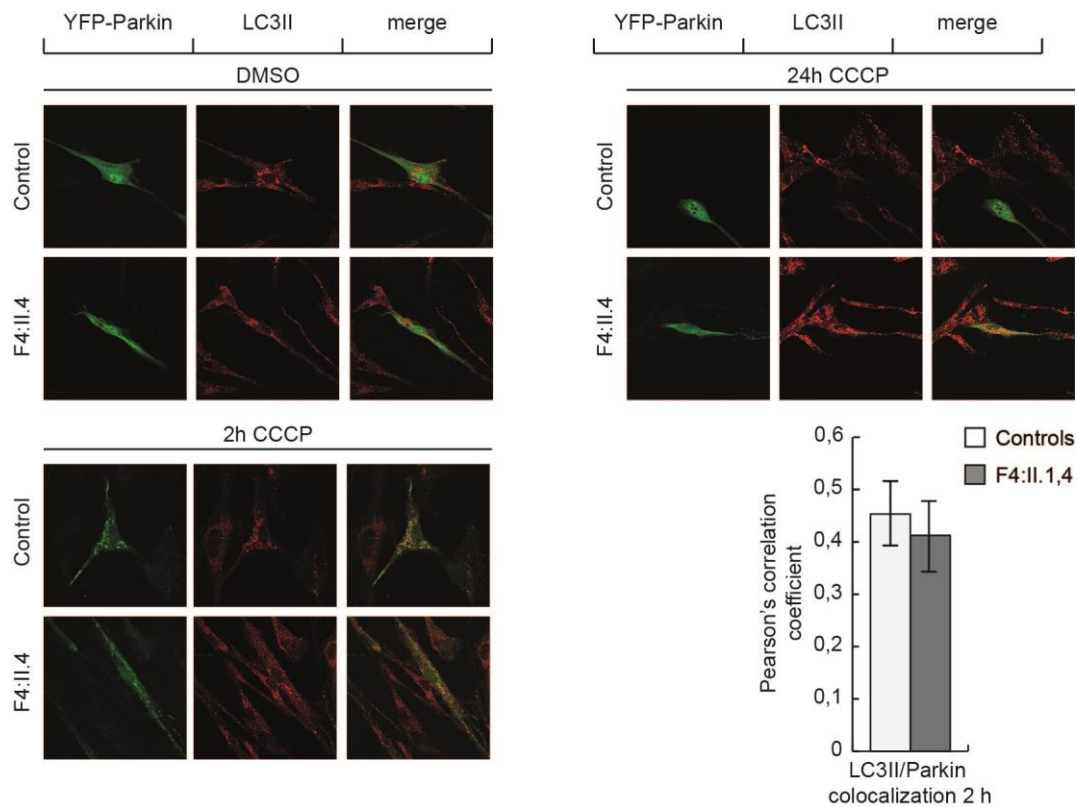 YFP-Parkin LC3II merge
DMSO
Control
F4:II.4
2h CCCP
Control
F4:II.4
YFP-Parkin LC3II merge
24h CCCP
Control
F4:II.4
Controls
F4:II.1,4
Pearson's correlation
coefficient
0,6
0,5
0,4
0,3
0,2
0,1
0
LC3II/Parkin
colocalization 2 h